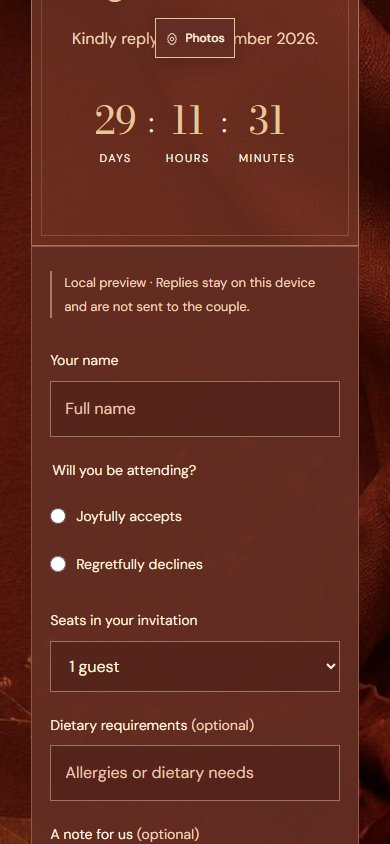 Kindly reply
Photos
mber 2026.
29 : 11 : 31
DAYS HOURS MINUTES
Local preview · Replies stay on this device
and are not sent to the couple.
Your name
Full name
Will you be attending?
Joyfully accepts
Regretfully declines
Seats in your invitation
1 guest
Dietary requirements (optional)
Allergies or dietary needs
A note for us (optional)